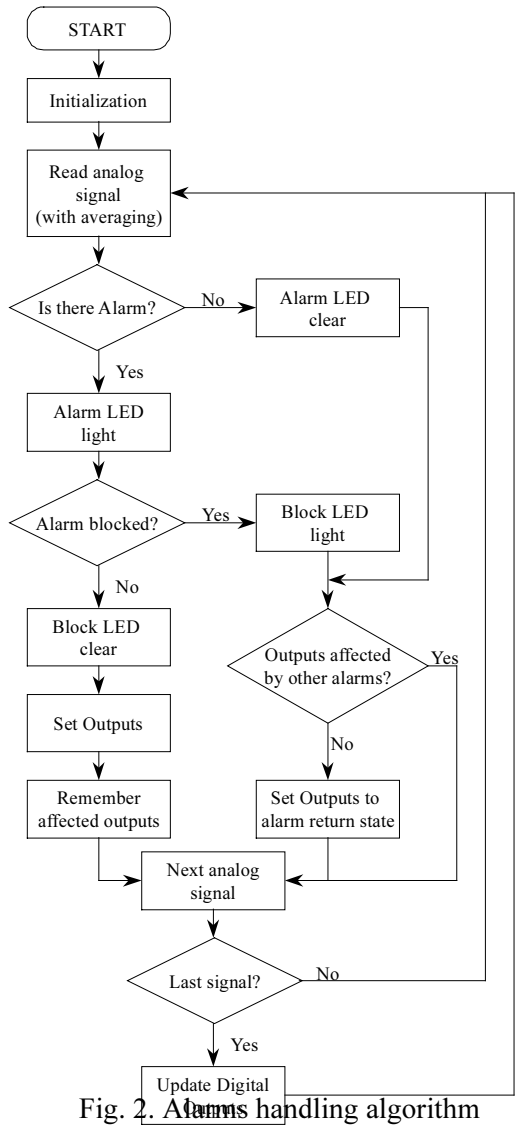 START
Initialization
Read analog
signal
(with averaging)
Is there Alarm?
No
Alarm LED
clear
Yes
Alarm LED
light
Alarm blocked?
Yes
Block LED
light
No
Block LED
clear
Outputs affected
by other alarms?
Yes
Set Outputs
No
Remember
affected outputs
Set Outputs to
alarm return state
Next analog
signal
Last signal?
No
Yes
Update Digital
Outputs
Fig. 2. Alarms handling algorithm